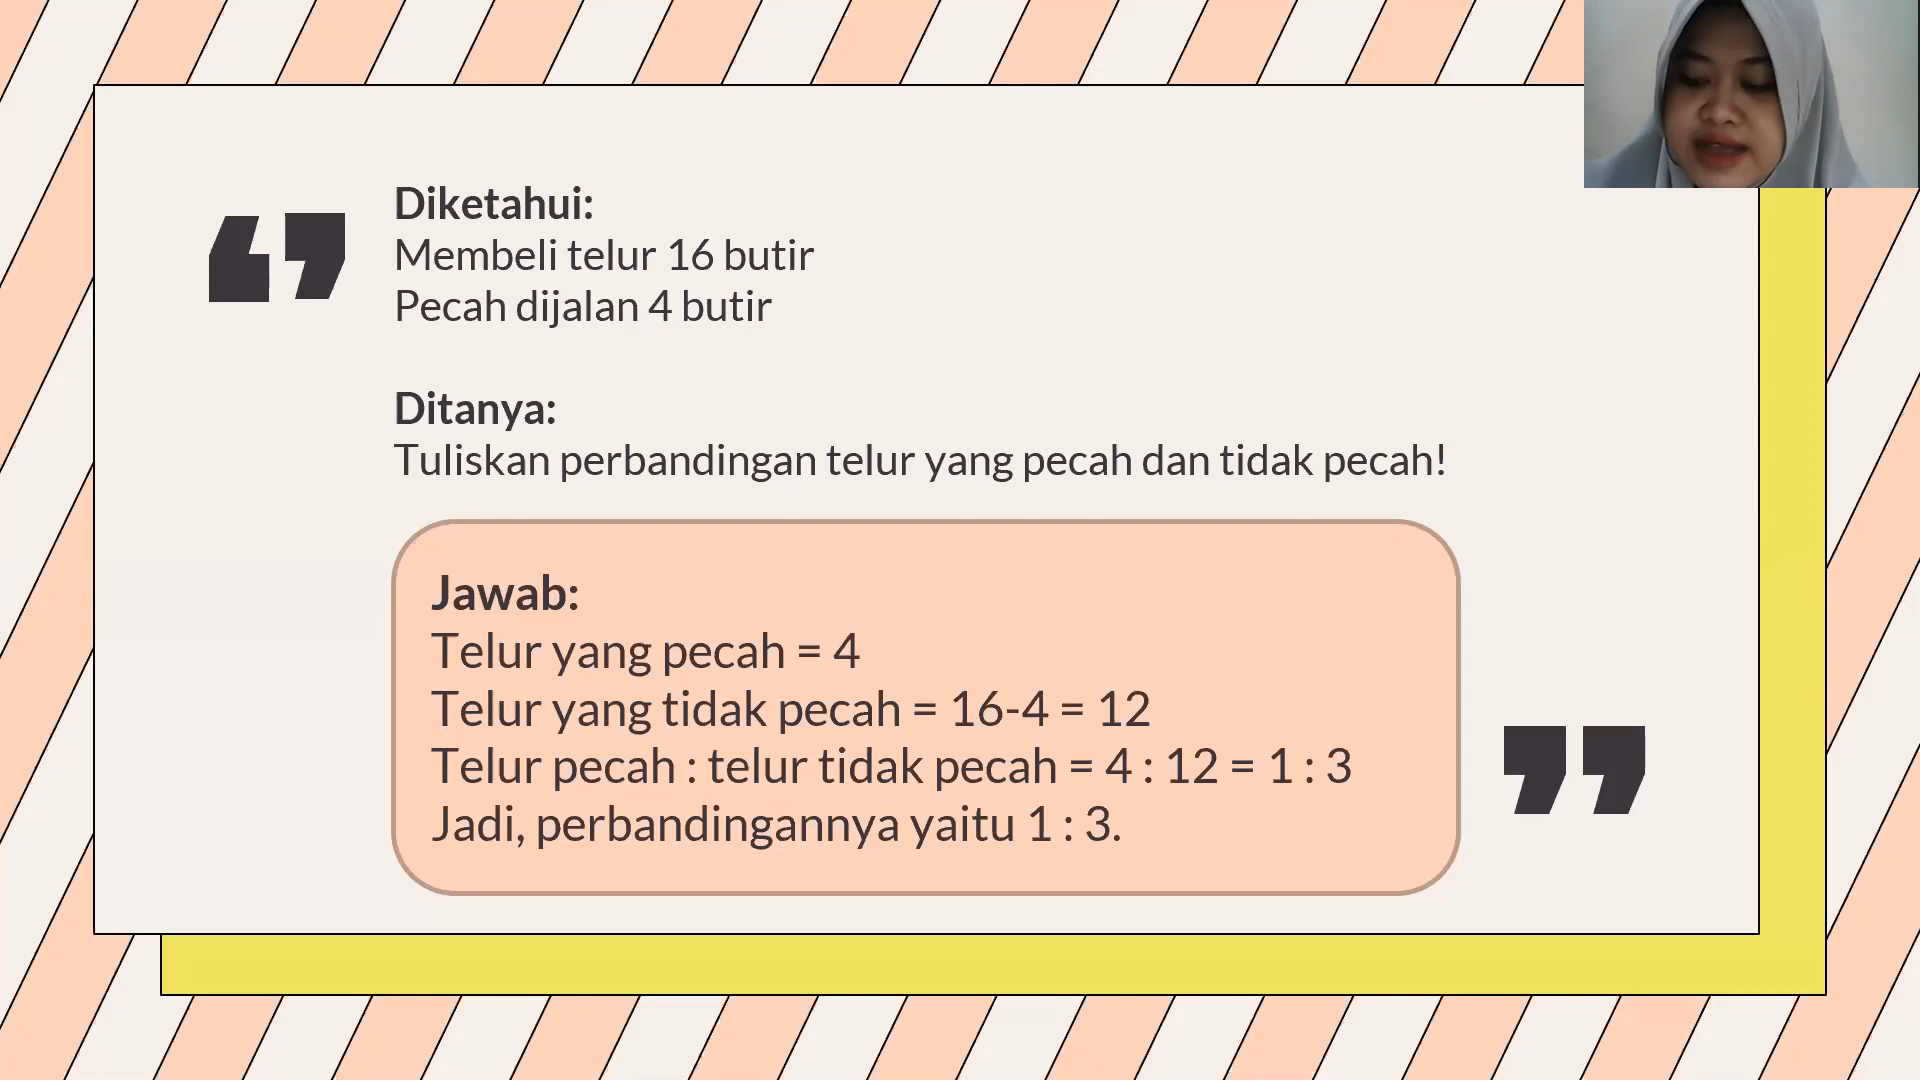 Diketahui:
Membeli telur 16 butir
Pecah dijalan 4 butir
Ditanya:
Tuliskan perbandingan telur yang pecah dan tidak pecah!
Jawab:
Telur yang pecah = 4
Telur yang tidak pecah = 16-4 = 12
Telur pecah : telur tidak pecah = 4 : 12 = 1 : 3
Jadi, perbandingannya yaitu 1 : 3.